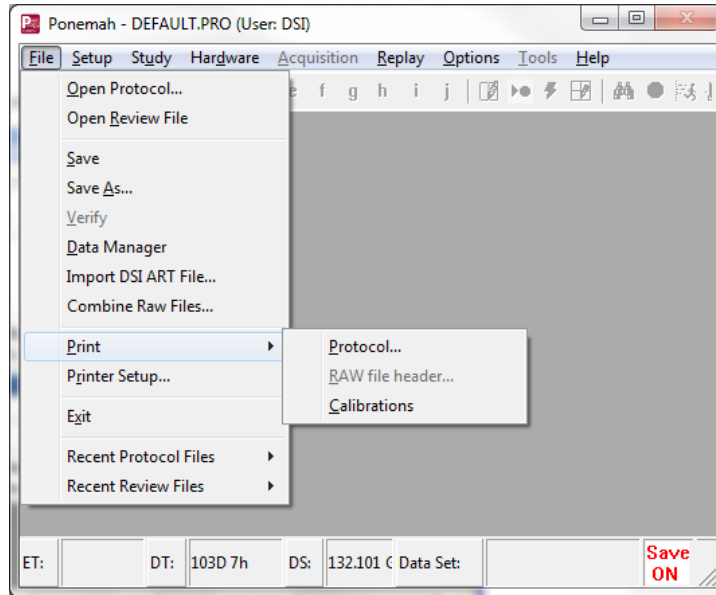 Ponemah - DEFAULT.PRO (User: DSI)
File Setup Study Hardware Acquisition Replay Options Tools Help
Open Protocol...
e f g h i j
Open Review File
Save
Save As...
Verify
Data Manager
Import DSI ART File...
Combine Raw Files...
Print
Protocol...
Printer Setup...
RAW file header...
Exit
Calibrations
Recent Protocol Files
Recent Review Files
ET: DT: 103D 7h DS: 132.101 Data Set: Save
ON